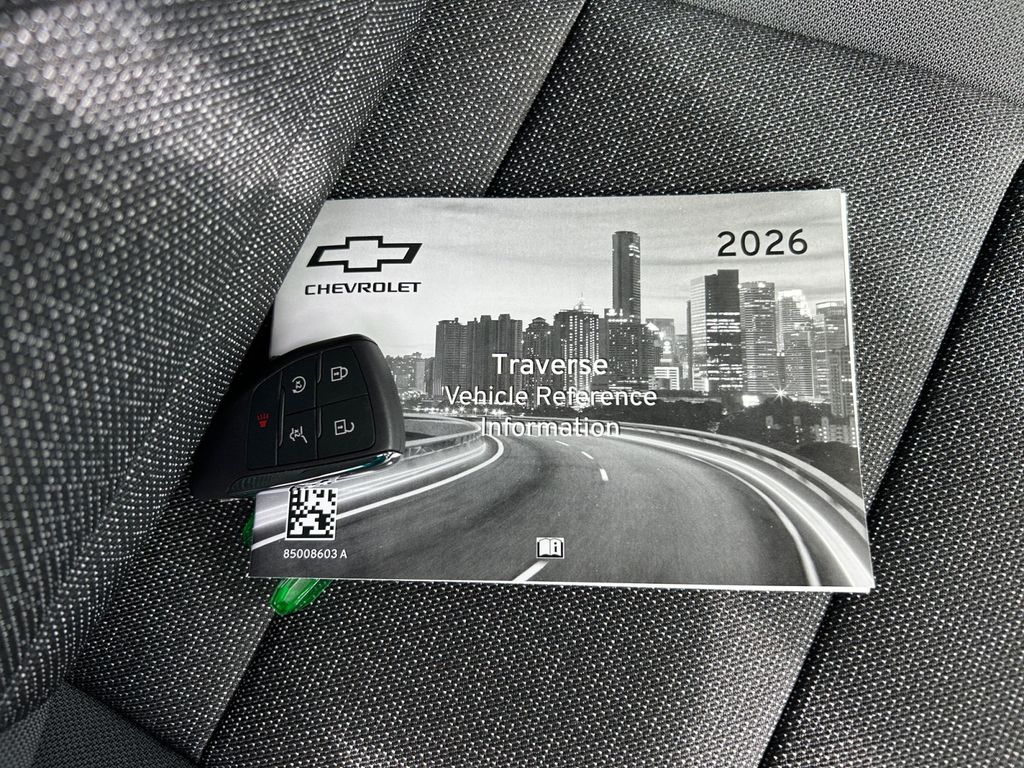 CHEVROLET
2026
Traverse
Vehicle Reference
Information
85008603 A